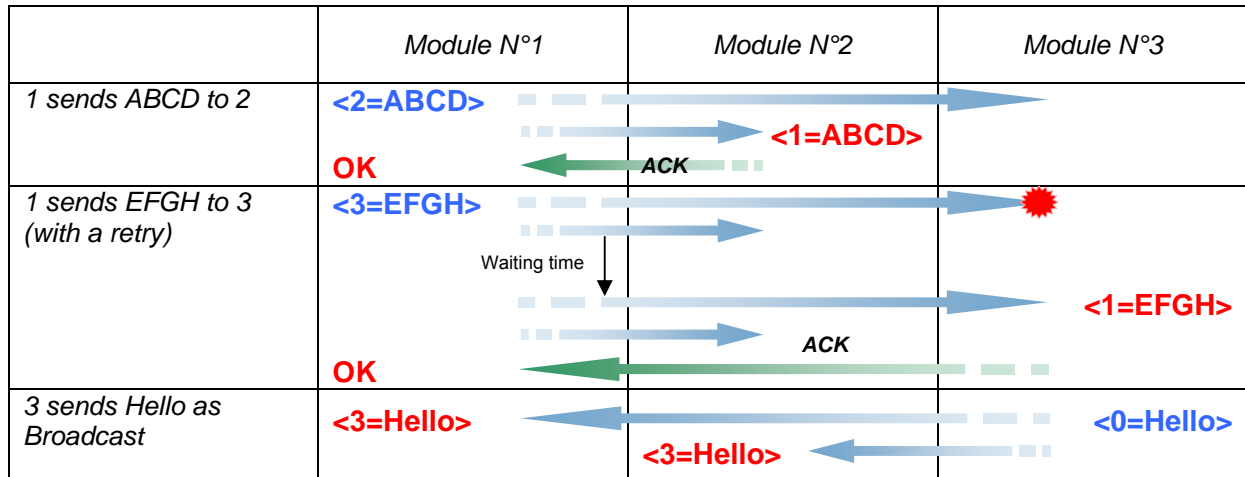 Module N°1 Module N°2 Module N°3
1 sends ABCD to 2
<2=ABCD>
<1=ABCD>
OK
ACK
1 sends EFGH to 3
(with a retry)
<3=EFGH>
Waiting time
<1=EFGH>
ACK
OK
3 sends Hello as
Broadcast
<3=Hello>
<0=Hello>
<3=Hello>